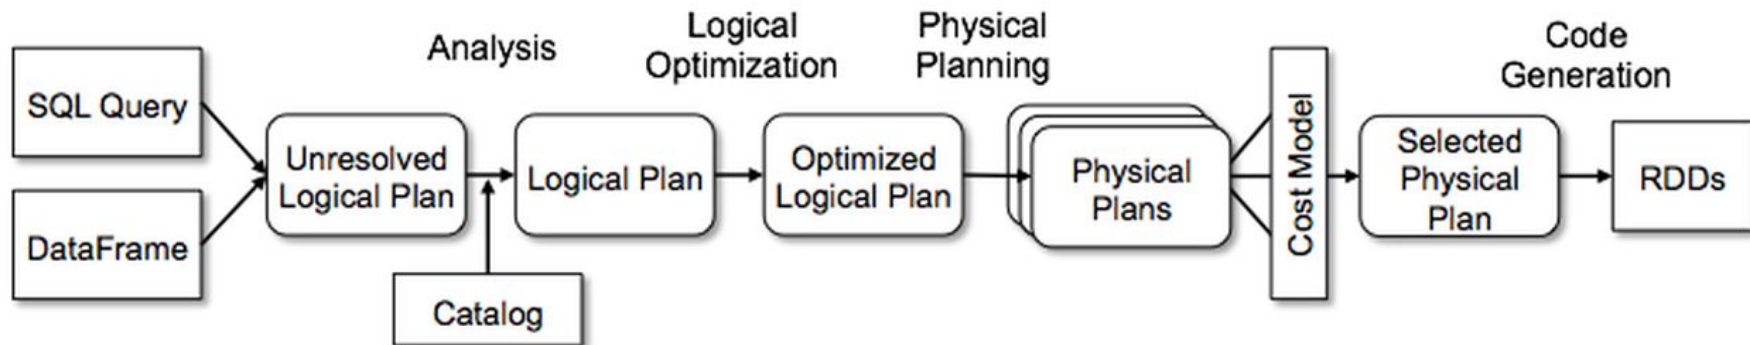 Analysis
Logical
Optimization
Physical
Planning
Code
Generation
SQL Query
DataFrame
Unresolved
Logical Plan
Catalog
Logical Plan
Optimized
Logical Plan
Physical
Plans
Cost Model
Selected
Physical
Plan
RDDs